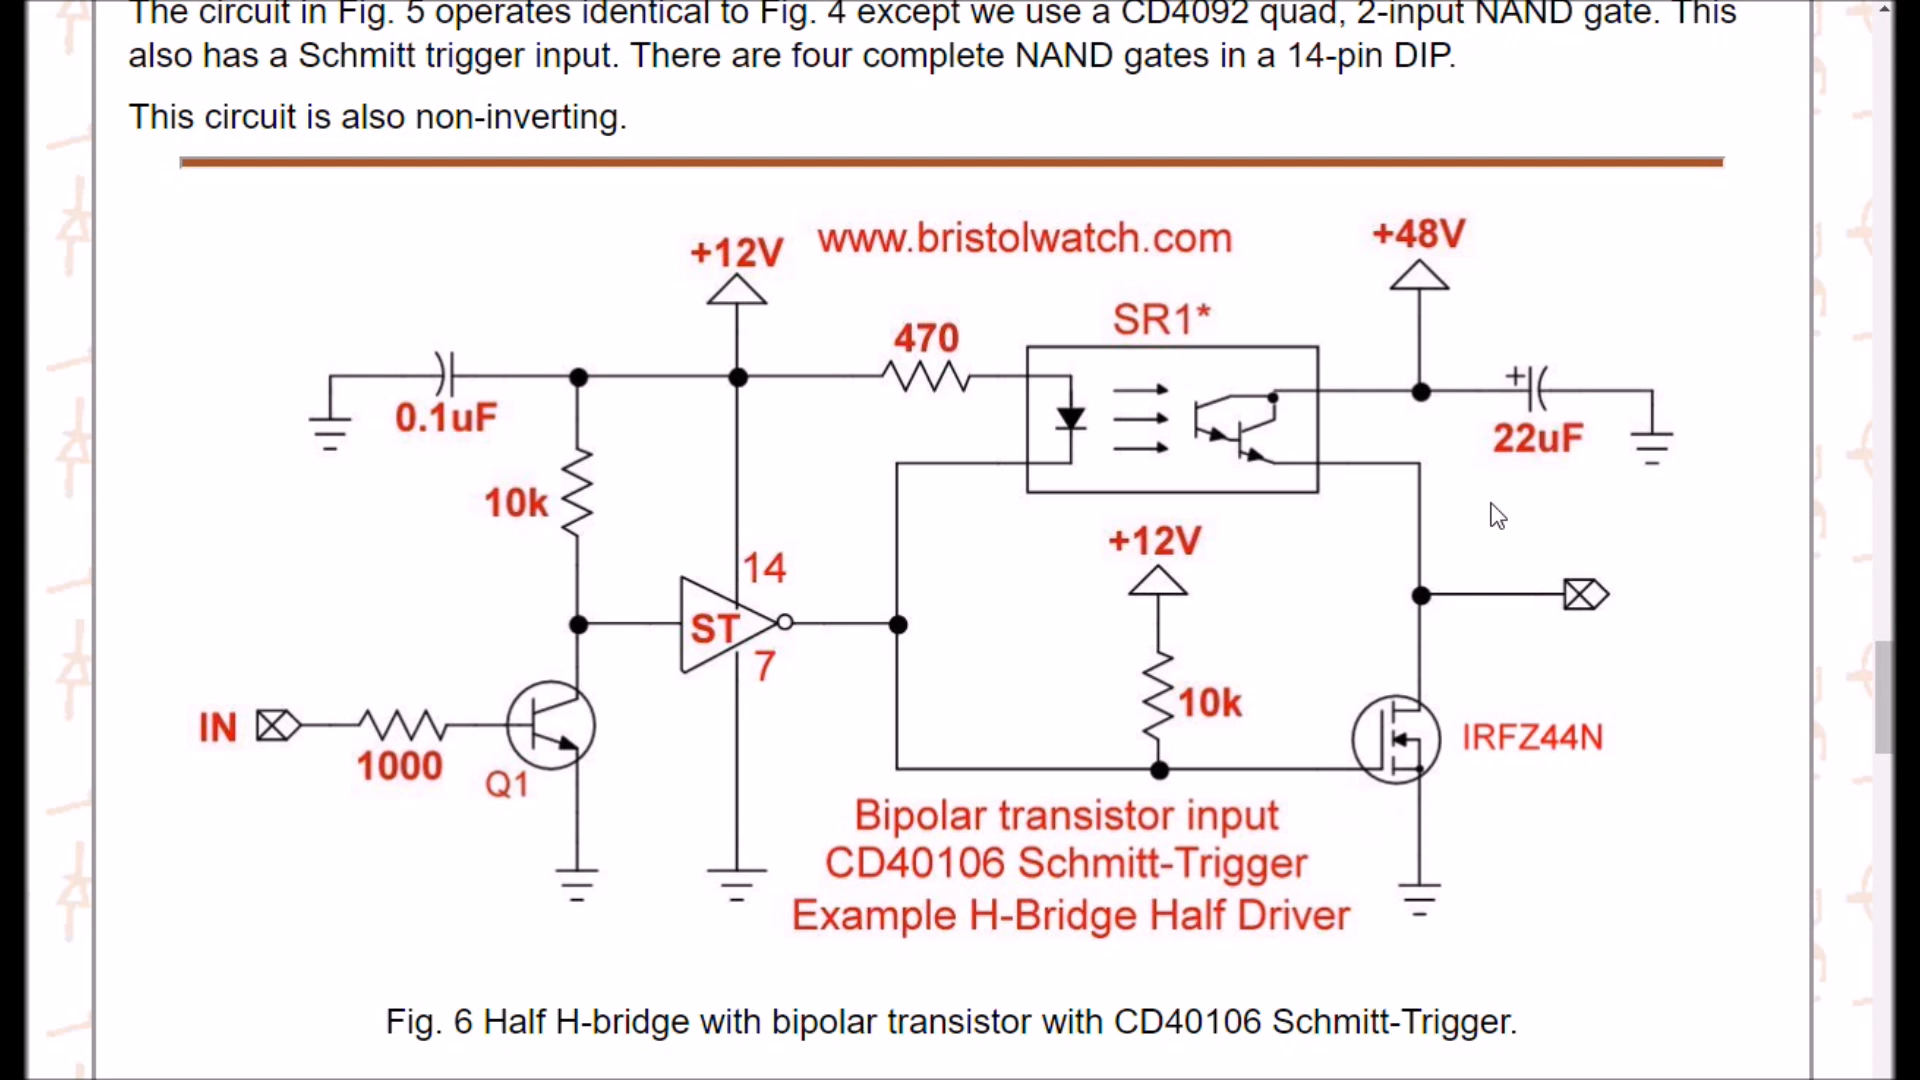 The circuit in Fig. 5 operates identical to Fig. 4 except we use a CD4092 quad, 2-input NAND gate. This
also has a Schmitt trigger input. There are four complete NAND gates in a 14-pin DIP.
This circuit is also non-inverting.
+12V
www.bristolwatch.com
+48V
SR1*
470
0.1uF
22uF
10k
+12V
14
ST
7
10k
IN
1000
Q1
IRFZ44N
Bipolar transistor input
CD40106 Schmitt-Trigger
Example H-Bridge Half Driver
Fig. 6 Half H-bridge with bipolar transistor with CD40106 Schmitt-Trigger.